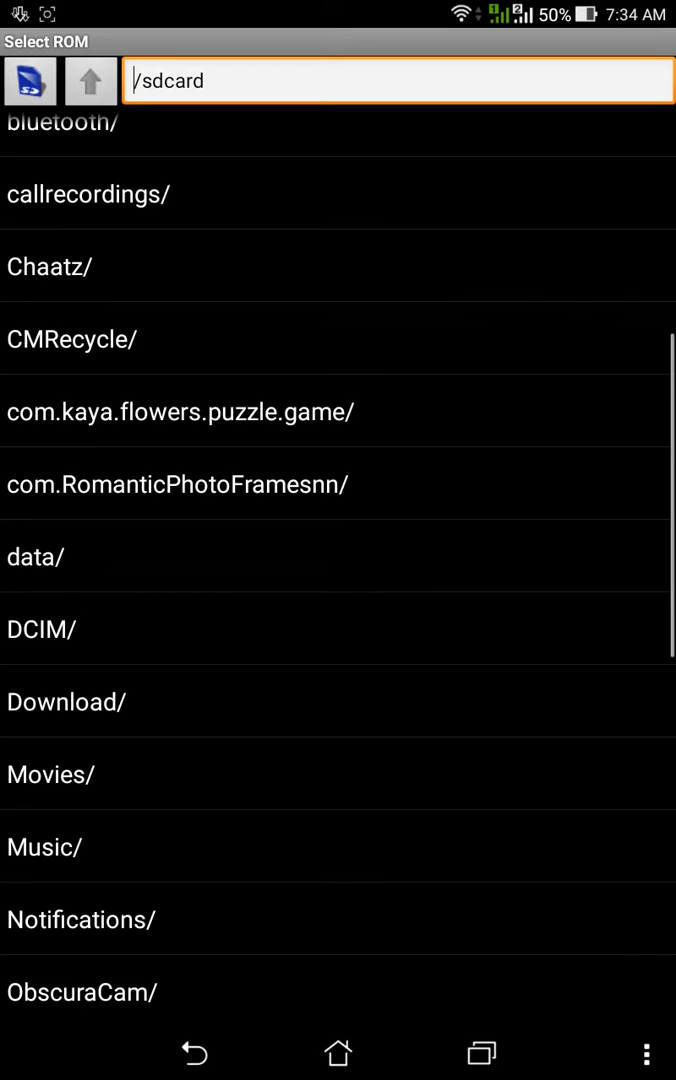 50% 7:34 AM
Select ROM
/sdcard
bluetooth/
callrecordings/
Chaatz/
CMRecycle/
com.kaya.flowers.puzzle.game/
com.RomanticPhotoFramesnn/
data/
DCIM/
Download/
Movies/
Music/
Notifications/
ObscuraCam/